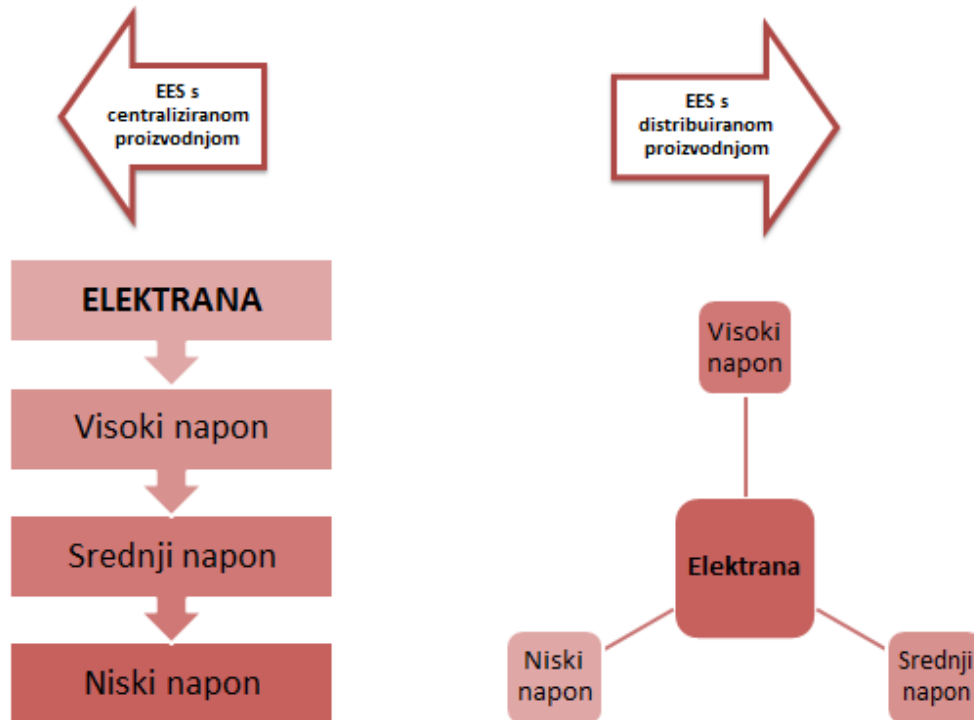 EES s
centraliziranom
proizvodnjom
EES s
distribuiranom
proizvodnjom
ELEKTRANA
Visoki napon
Srednji napon
Niski napon
Visoki
napon
Elektrana
Niski
napon
Srednji
napon